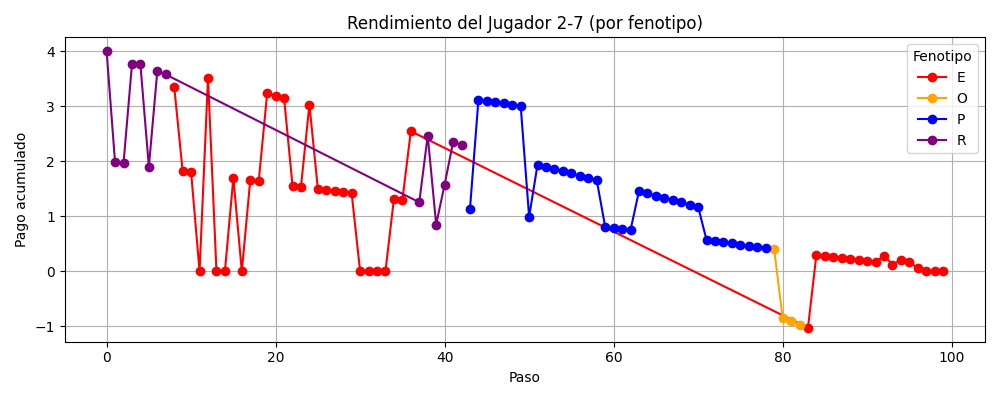 Rendimiento del Jugador 2-7 (por fenotipo)
Pago acumulado
4
3
2
1
0
−1
Fenotipo
E
O
P
R
0 20 40 60 80 100
Paso